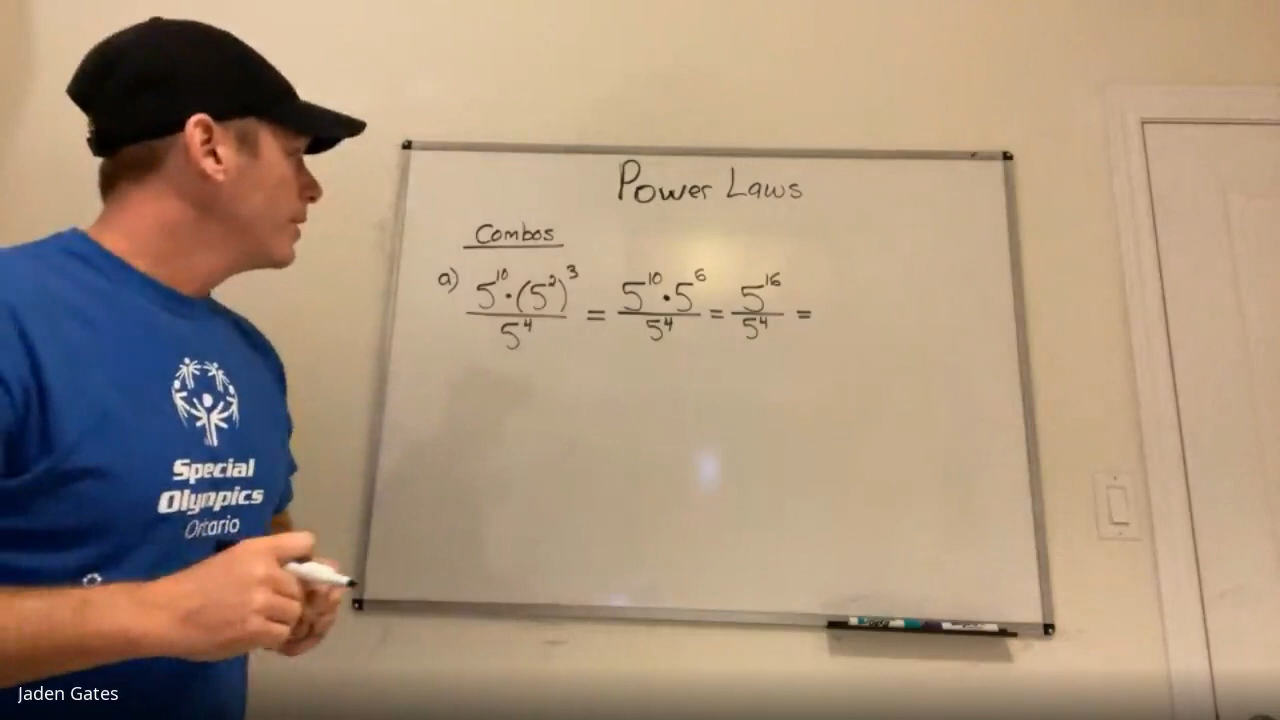 Power Laws
Combos
a) 5¹⁰·(5²)³/5⁴ = 5¹⁰·5⁶/5⁴ = 5¹⁶/5⁴ =
Special
Olympics
Ontario
Jaden Gates